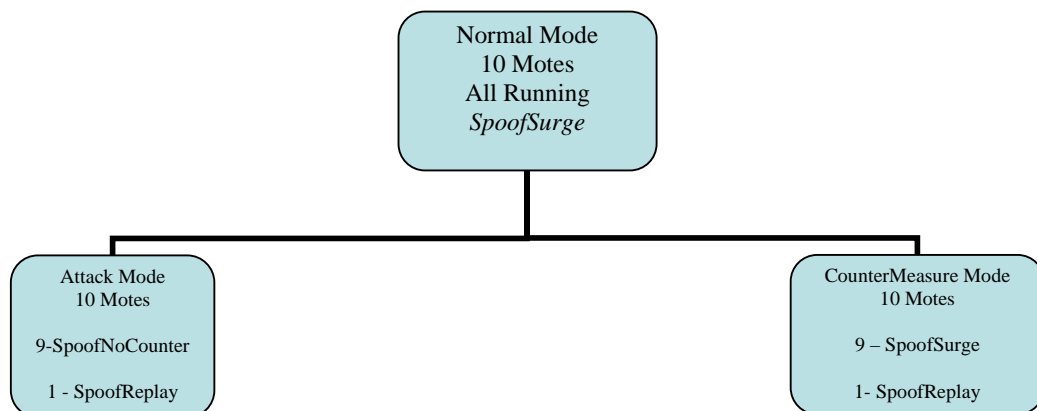 Normal Mode
10 Motes
All Running
SpoofSurge
Attack Mode
10 Motes
9-SpoofNoCounter
1 - SpoofReplay
CounterMeasure Mode
10 Motes
9 – SpoofSurge
1- SpoofReplay